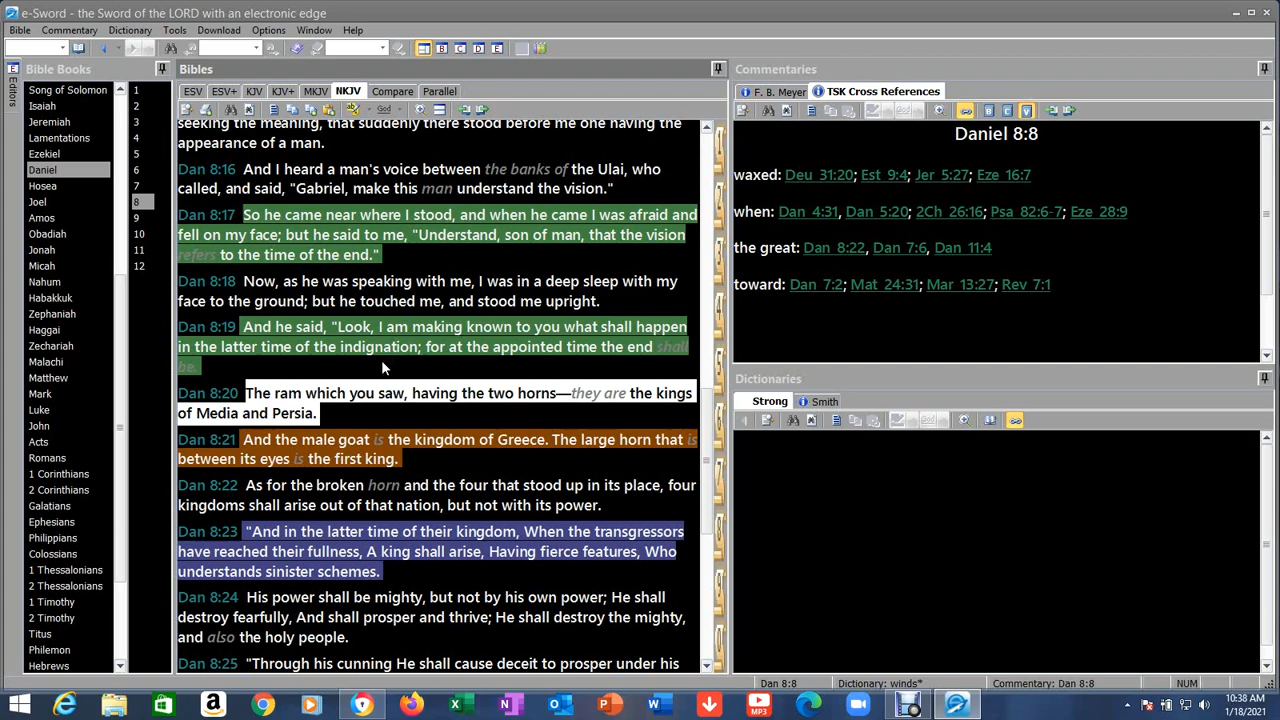 e-Sword - the Sword of the LORD with an electronic edge
Bible Commentary Dictionary Tools Download Options Window Help
B C D E
Editors
Bible Books
Song of Solomon
Isaiah
Jeremiah
Lamentations
Ezekiel
Daniel
Hosea
Joel
Amos
Obadiah
Jonah
Micah
Nahum
Habakkuk
Zephaniah
Haggai
Zechariah
Malachi
Matthew
Mark
Luke
John
Acts
Romans
1 Corinthians
2 Corinthians
Galatians
Ephesians
Philippians
Colossians
1 Thessalonians
2 Thessalonians
1 Timothy
2 Timothy
Titus
Philemon
Hebrews
1
2
3
4
5
6
7
8
9
10
11
12
Bibles
ESV ESV+ KJV KJV+ MKJV NKJV Compare Parallel
God
seeking the meaning, that suddenly there stood before me one having the
appearance of a man.
Dan 8:16 And I heard a man's voice between the banks of the Ulai, who
called, and said, "Gabriel, make this man understand the vision."
Dan 8:17 So he came near where I stood, and when he came I was afraid and
fell on my face; but he said to me, "Understand, son of man, that the vision
refers to the time of the end."
Dan 8:18 Now, as he was speaking with me, I was in a deep sleep with my
face to the ground; but he touched me, and stood me upright.
Dan 8:19 And he said, "Look, I am making known to you what shall happen
in the latter time of the indignation; for at the appointed time the end shall
be.
Dan 8:20 The ram which you saw, having the two horns—they are the kings
of Media and Persia.
Dan 8:21 And the male goat is the kingdom of Greece. The large horn that is
between its eyes is the first king.
Dan 8:22 As for the broken horn and the four that stood up in its place, four
kingdoms shall arise out of that nation, but not with its power.
Dan 8:23 "And in the latter time of their kingdom, When the transgressors
have reached their fullness, A king shall arise, Having fierce features, Who
understands sinister schemes.
Dan 8:24 His power shall be mighty, but not by his own power; He shall
destroy fearfully, And shall prosper and thrive; He shall destroy the mighty,
and also the holy people.
Dan 8:25 "Through his cunning He shall cause deceit to prosper under his
1
2
3
4
5
6
7
8
9
Commentaries
F. B. Meyer TSK Cross References
God B C V
Daniel 8:8
waxed: Deu 31:20; Est 9:4; Jer 5:27; Eze 16:7
when: Dan 4:31, Dan 5:20; 2Ch 26:16; Psa 82:6-7; Eze 28:9
the great: Dan 8:22, Dan 7:6, Dan 11:4
toward: Dan 7:2; Mat 24:31; Mar 13:27; Rev 7:1
Dictionaries
Strong Smith
God
Dan 8:8 Dictionary: winds* Commentary: Dan 8:8 NUM
MP3
10:38 AM
1/18/2021